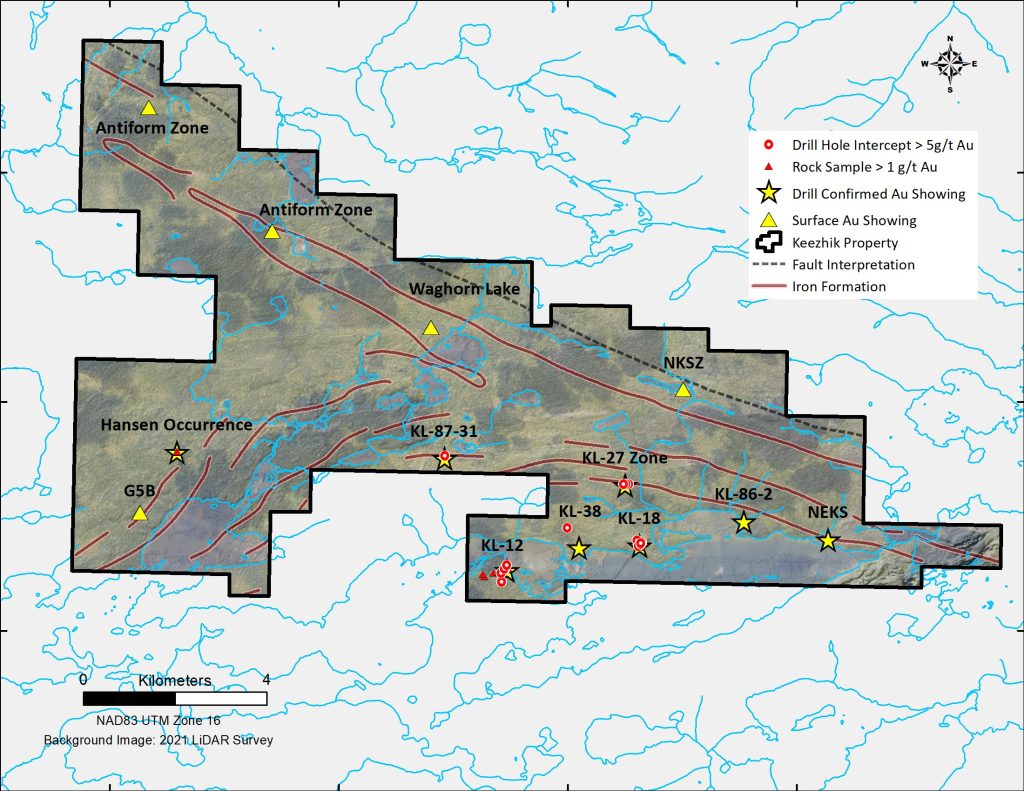 N
W E
S
Drill Hole Intercept > 5g/t Au
Rock Sample > 1 g/t Au
Drill Confirmed Au Showing
Surface Au Showing
Keezhik Property
Fault Interpretation
Iron Formation
Antiform Zone
Antiform Zone
Waghorn Lake
NKSZ
Hansen Occurrence
KL-87-31
KL-27 Zone
G5B
KL-86-2
KL-38
KL-18
NEKS
KL-12
0 Kilometers 4
NAD83 UTM Zone 16
Background Image: 2021 LiDAR Survey